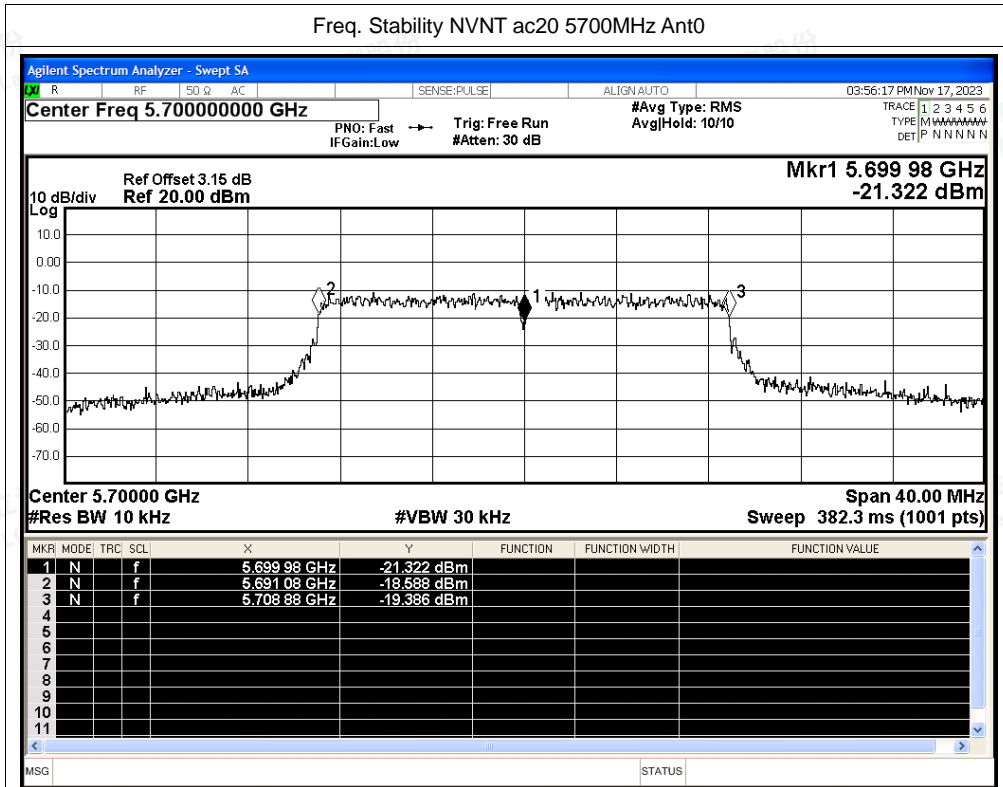 Freq. Stability NVNT ac20 5700MHz Ant0
Agilent Spectrum Analyzer - Swept SA
LXI R RF 50 Ω AC SENSE:PULSE ALIGN AUTO 03:56:17 PM Nov 17, 2023
Center Freq 5.700000000 GHz
PNO: Fast
IFGain:Low
Trig: Free Run
#Atten: 30 dB
#Avg Type: RMS
Avg|Hold: 10/10
TRACE 1 2 3 4 5 6
TYPE M WWWWW
DET P N N N N N
Mkr1 5.699 98 GHz
-21.322 dBm
Ref Offset 3.15 dB
10 dB/div Ref 20.00 dBm
Log
10.0
0.00
-10.0
-20.0
-30.0
-40.0
-50.0
-60.0
-70.0
2 1 3
Center 5.70000 GHz Span 40.00 MHz
#Res BW 10 kHz #VBW 30 kHz Sweep 382.3 ms (1001 pts)
MKR MODE TRC SCL X Y FUNCTION FUNCTION WIDTH FUNCTION VALUE
1 N f 5.699 98 GHz -21.322 dBm
2 N f 5.691 08 GHz -18.588 dBm
3 N f 5.708 88 GHz -19.386 dBm
4
5
6
7
8
9
10
11
MSG STATUS